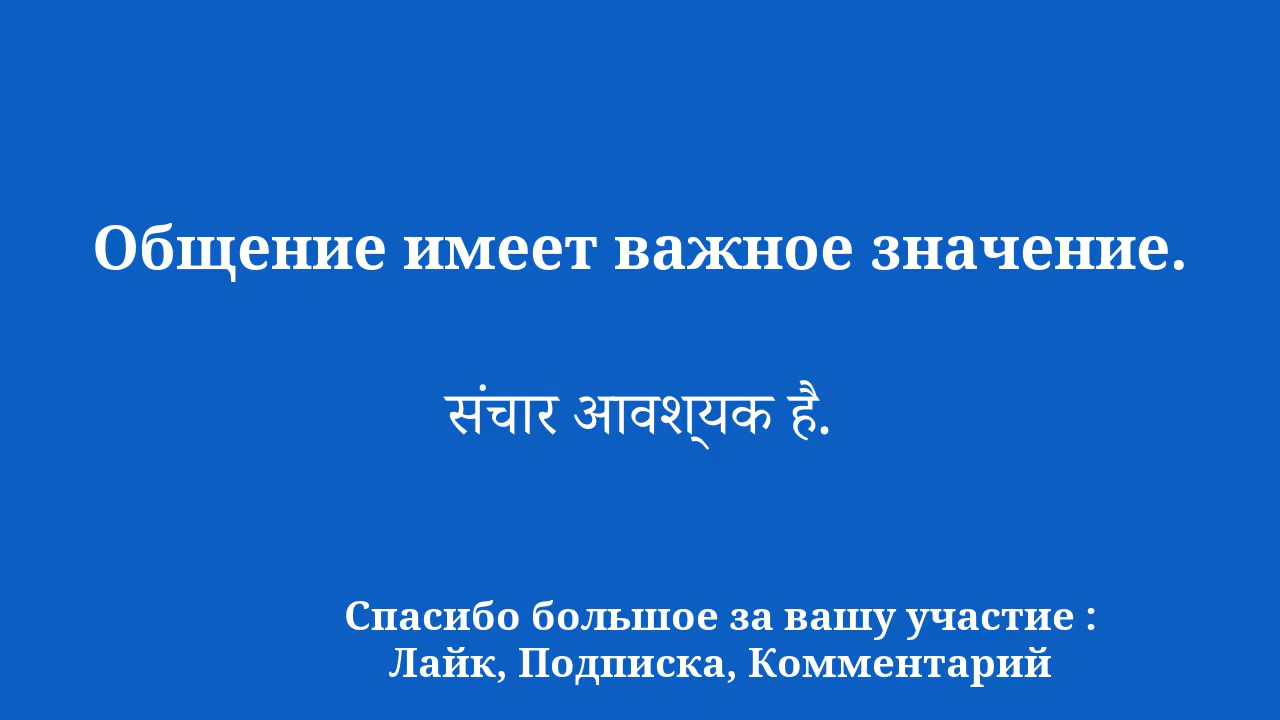 Общение имеет важное значение.
संचार आवश्यक है.
Спасибо большое за вашу участие :
Лайк, Подписка, Комментарий